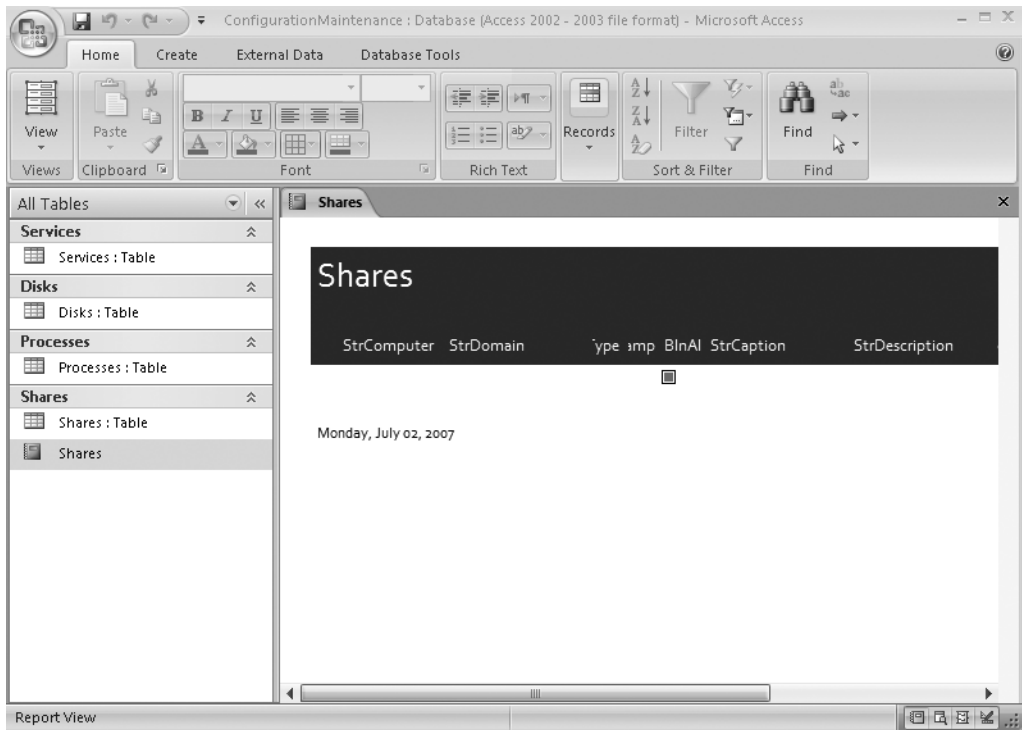 ConfigurationMaintenance : Database (Access 2002 - 2003 file format) - Microsoft Access
Home Create External Data Database Tools
View Paste B I U Records Filter Find
Views Clipboard Font Rich Text Sort & Filter Find
All Tables
Shares
Services
Services : Table
Disks
Disks : Table
Processes
Processes : Table
Shares
Shares : Table
Shares
Shares
StrComputer StrDomain ype amp BlnAl StrCaption StrDescription
Monday, July 02, 2007
Report View